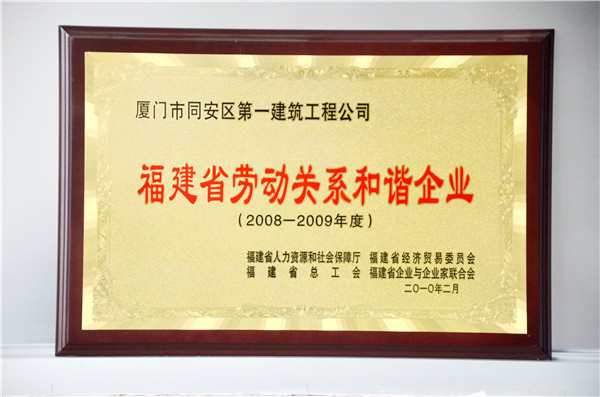 厦门市同安区第一建筑工程公司
福建省劳动关系和谐企业
（2008—2009年度）
福建省人力资源和社会保障厅 福建省经济贸易委员会
福建省总工会 福建省企业与企业家联合会
二〇一〇年二月